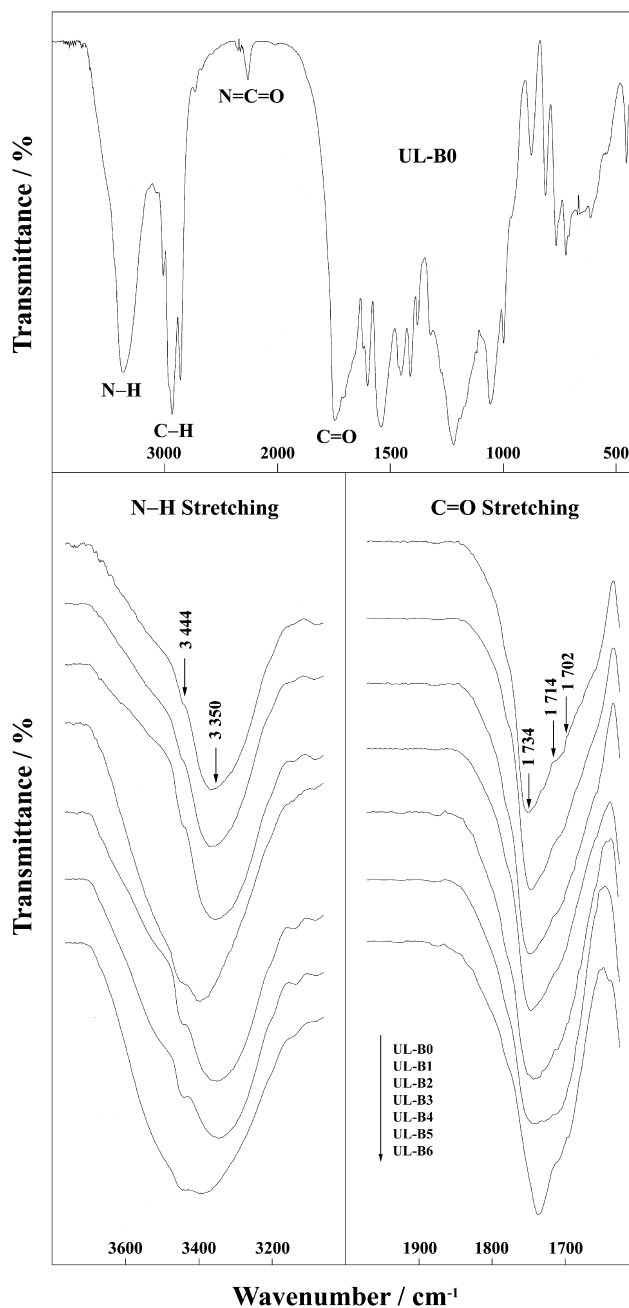 Transmittance / %
N=C=O
UL-B0
N–H
C–H
C=O
3000
2000
1500
1000
500
N–H Stretching
C=O Stretching
Transmittance / %
3 444
3 350
1 734
1 714
1 702
UL-B0
UL-B1
UL-B2
UL-B3
UL-B4
UL-B5
UL-B6
3600
3400
3200
1900
1800
1700
Wavenumber / cm⁻¹